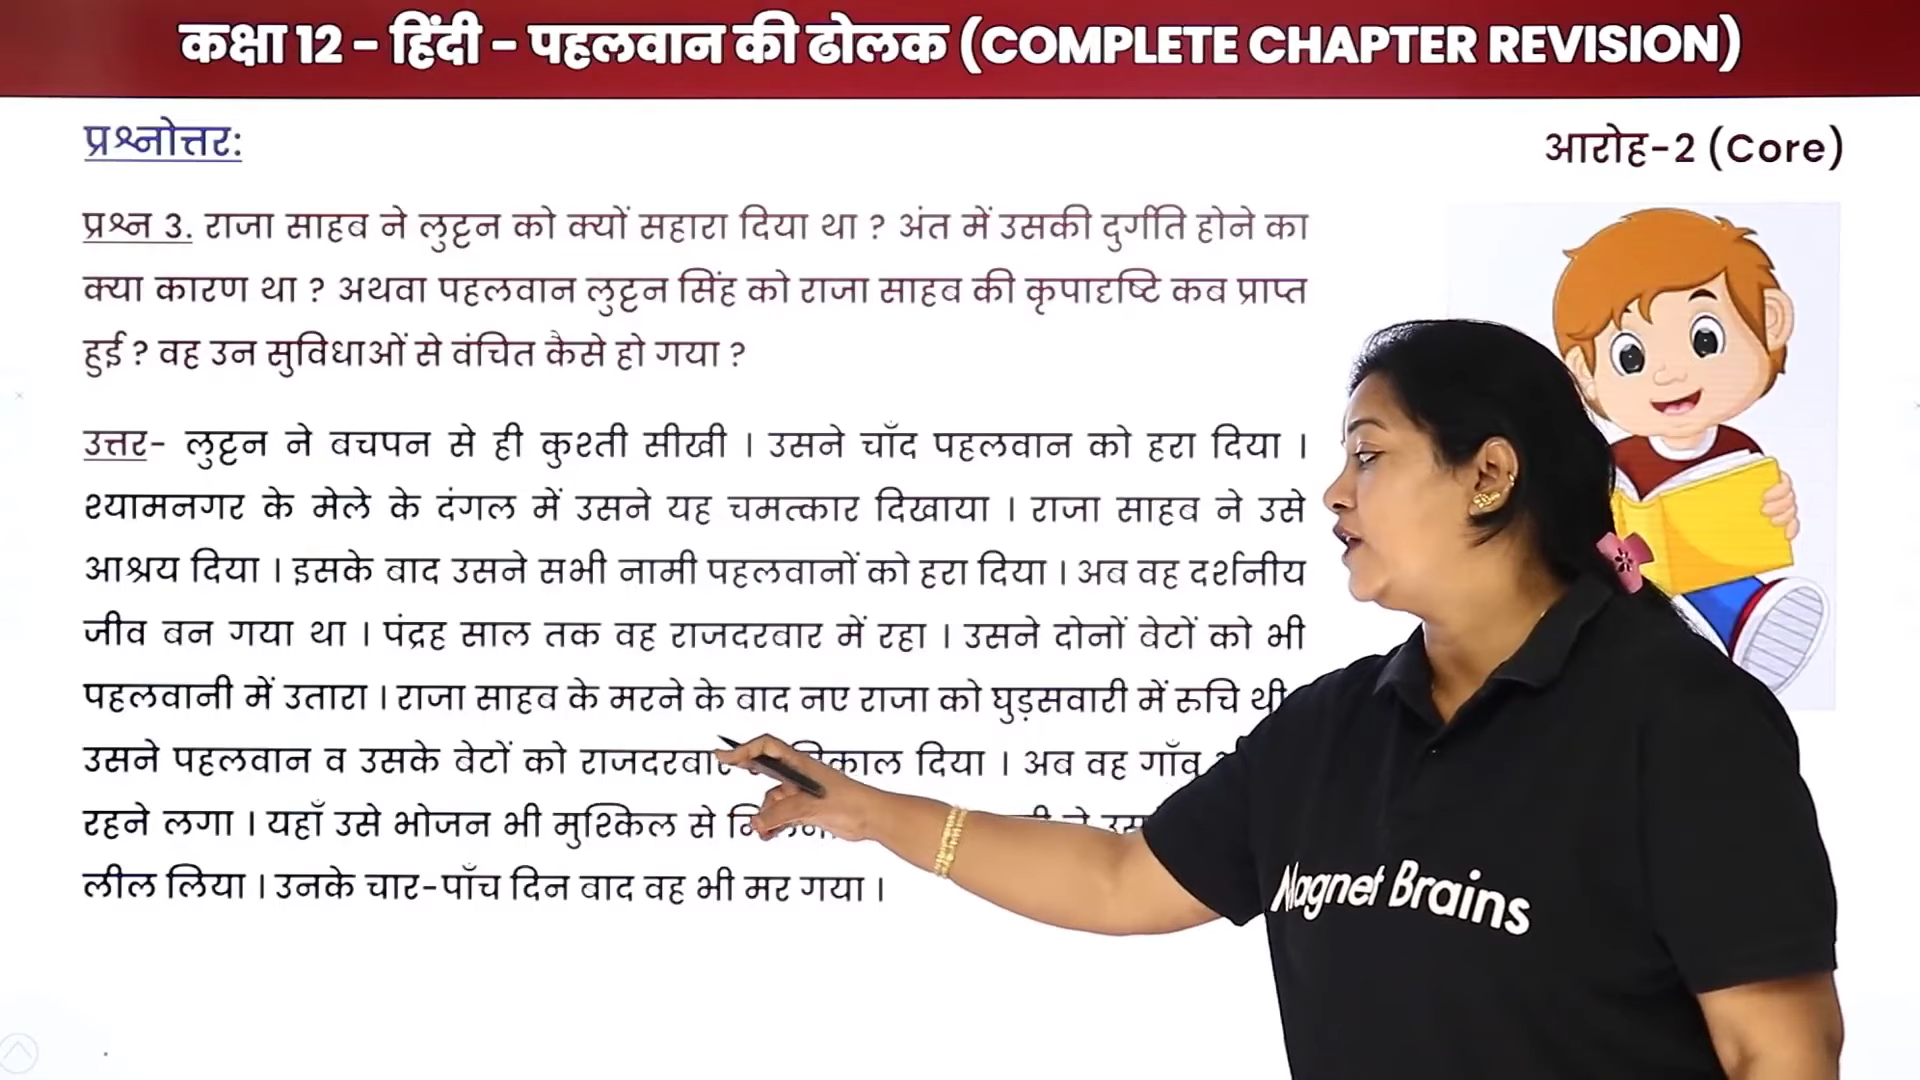 कक्षा 12 - हिंदी - पहलवान की ढोलक (COMPLETE CHAPTER REVISION)
प्रश्नोत्तर:
आरोह-2 (Core)
प्रश्न 3. राजा साहब ने लुट्टन को क्यों सहारा दिया था ? अंत में उसकी दुर्गति होने का
क्या कारण था ? अथवा पहलवान लुट्टन सिंह को राजा साहब की कृपादृष्टि कब प्राप्त
हुई ? वह उन सुविधाओं से वंचित कैसे हो गया ?
उत्तर- लुट्टन ने बचपन से ही कुश्ती सीखी । उसने चाँद पहलवान को हरा दिया ।
श्यामनगर के मेले के दंगल में उसने यह चमत्कार दिखाया । राजा साहब ने उसे
आश्रय दिया । इसके बाद उसने सभी नामी पहलवानों को हरा दिया । अब वह दर्शनीय
जीव बन गया था । पंद्रह साल तक वह राजदरबार में रहा । उसने दोनों बेटों को भी
पहलवानी में उतारा । राजा साहब के मरने के बाद नए राजा को घुड़सवारी में रुचि थी
उसने पहलवान व उसके बेटों को राजदरबार दिया । अब वह गाँव
रहने लगा । यहाँ उसे भोजन भी मुश्किल से
लील लिया । उनके चार-पाँच दिन बाद वह भी मर गया ।
Magnet Brains